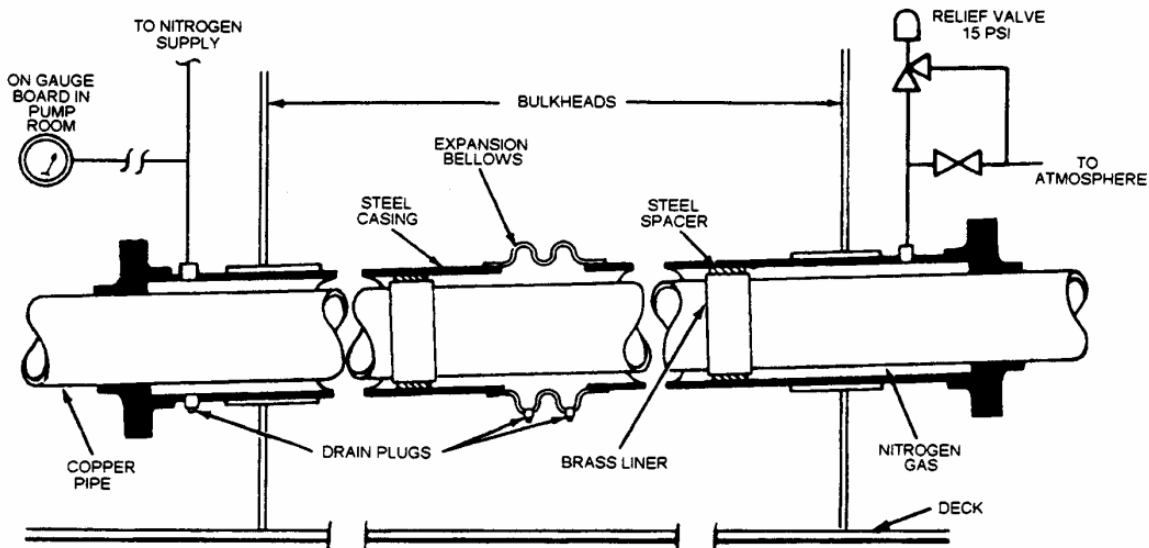 TO NITROGEN
SUPPLY
RELIEF VALVE
15 PSI
ON GAUGE
BOARD IN
PUMP
ROOM
BULKHEADS
EXPANSION
BELLOWS
TO
ATMOSPHERE
STEEL
CASING
STEEL
SPACER
DRAIN PLUGS
COPPER
PIPE
BRASS LINER
NITROGEN
GAS
DECK